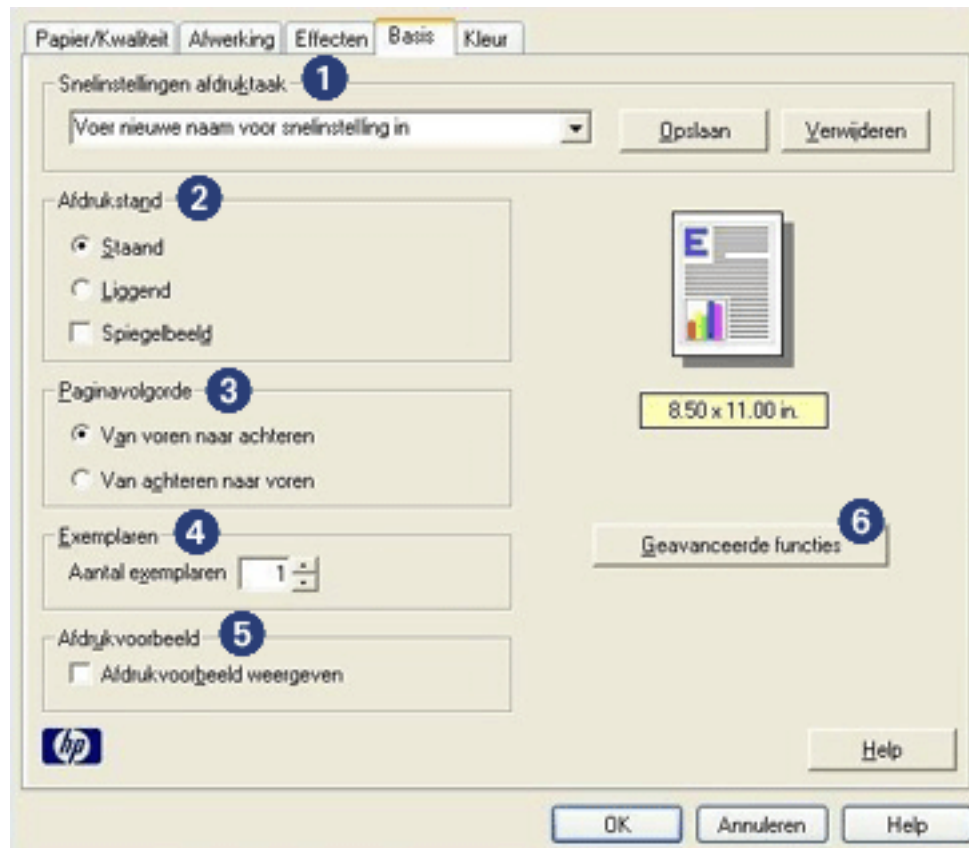 Papier/Kwaliteit Afwerking Effecten Basis Kleur
Snelinstellingen afdruktaak 1
Voer nieuwe naam voor snelinstelling in Opslaan Verwijderen
Afdrukstand 2
Staand
Liggend
Spiegelbeeld
E
8.50 x 11.00 in.
Paginavolgorde 3
Van voren naar achteren
Van achteren naar voren
Exemplaren 4
Aantal exemplaren 1
Geavanceerde functies 6
Afdrukvoorbeeld 5
Afdrukvoorbeeld weergeven
hp
Help
OK Annuleren Help